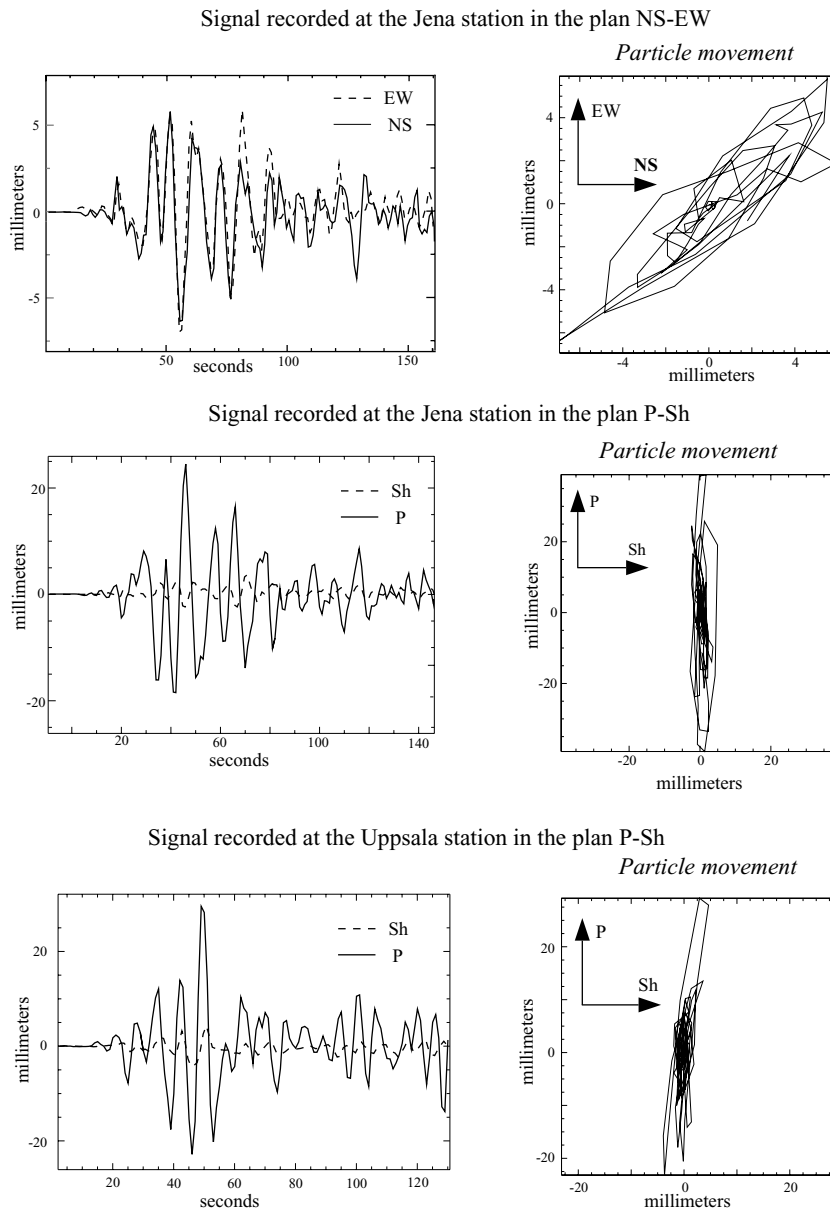 Signal recorded at the Jena station in the plan NS-EW
Particle movement
EW
NS
5
0
-5
millimeters
50
100
150
seconds
EW
NS
4
0
-4
millimeters
-4
0
4
millimeters
Signal recorded at the Jena station in the plan P-Sh
Particle movement
Sh
P
20
0
-20
millimeters
20
60
100
140
seconds
P
Sh
20
0
-20
millimeters
-20
0
20
millimeters
Signal recorded at the Uppsala station in the plan P-Sh
Particle movement
Sh
P
20
0
-20
millimeters
20
40
60
80
100
120
seconds
P
Sh
20
0
-20
millimeters
-20
0
20
millimeters